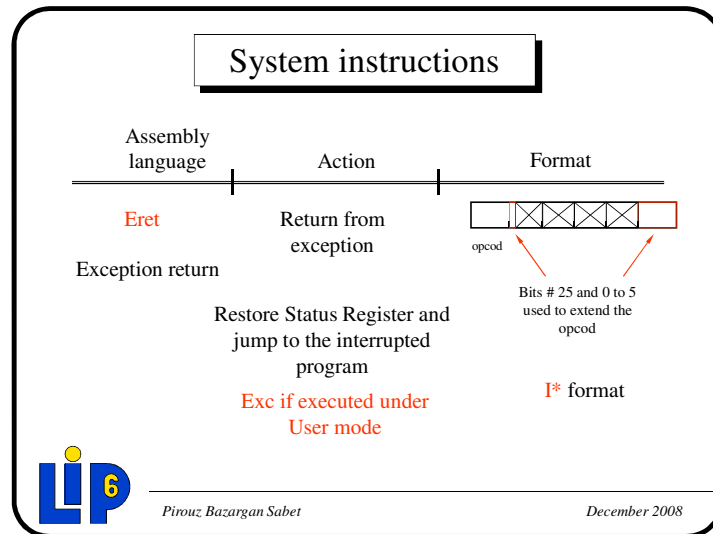 System instructions
Assembly
language
Action
Format
Eret
Return from
exception
opcod
Exception return
Bits # 25 and 0 to 5
used to extend the
opcod
Restore Status Register and
jump to the interrupted
program
I* format
Exc if executed under
User mode
LIP6
Pirouz Bazargan Sabet
December 2008